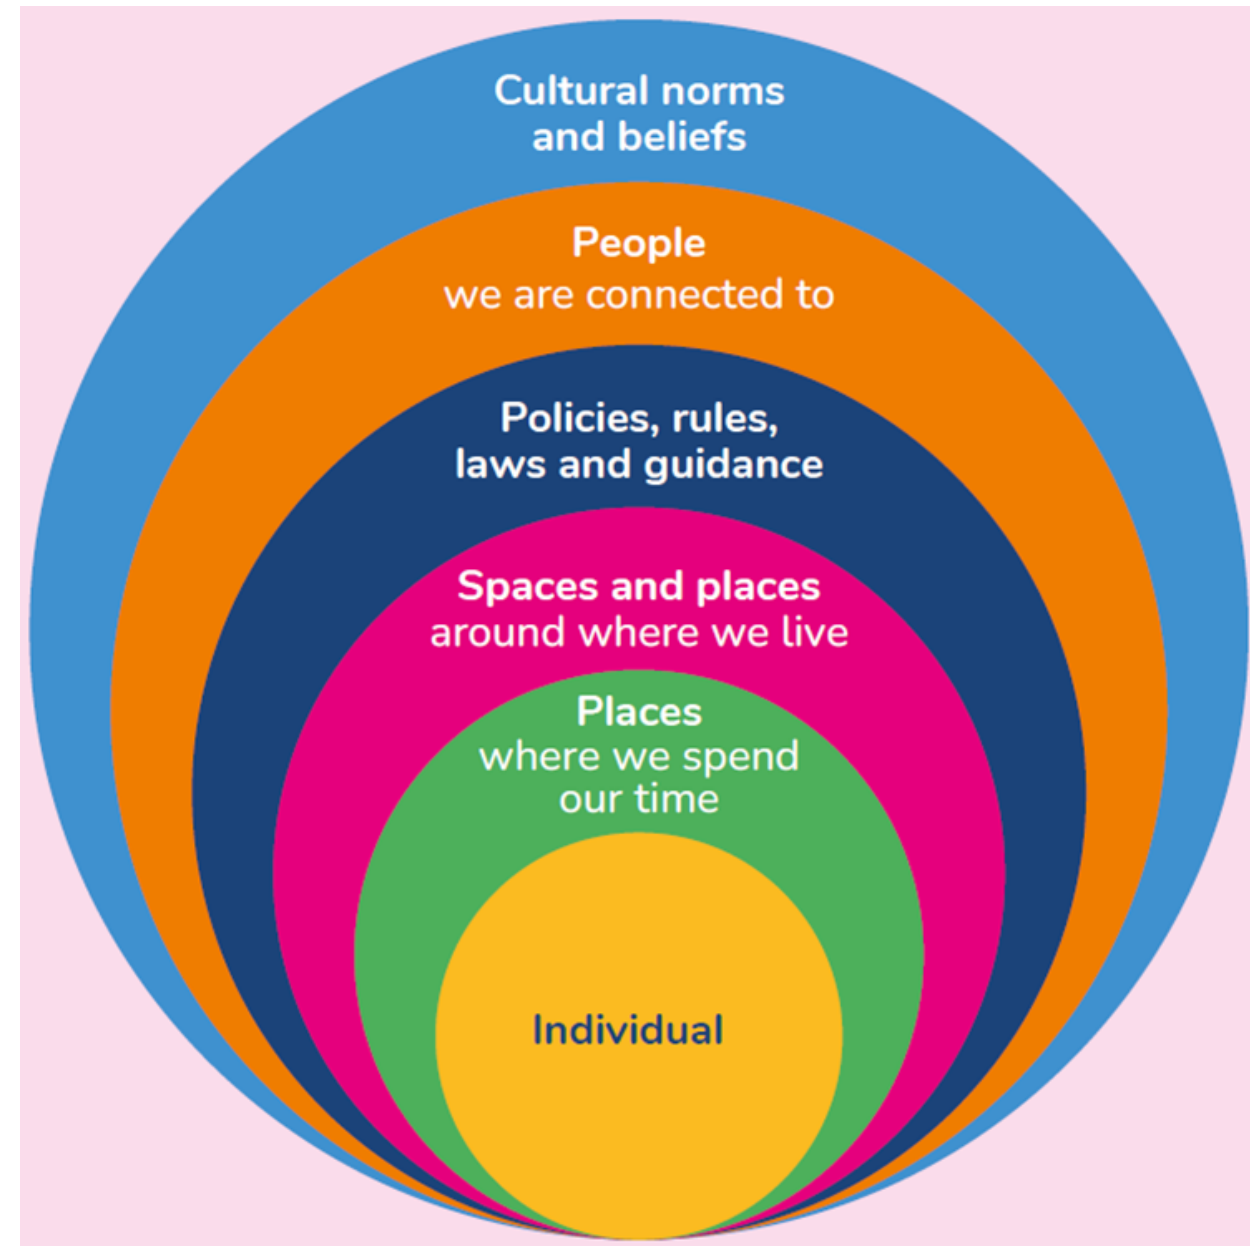 Cultural norms
and beliefs
People
we are connected to
Policies, rules,
laws and guidance
Spaces and places
around where we live
Places
where we spend
our time
Individual